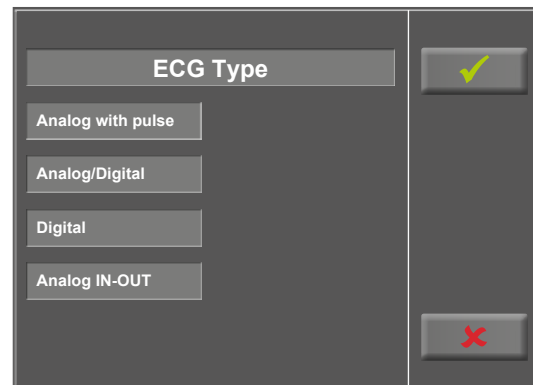 ECG Type
Analog with pulse
Analog/Digital
Digital
Analog IN-OUT